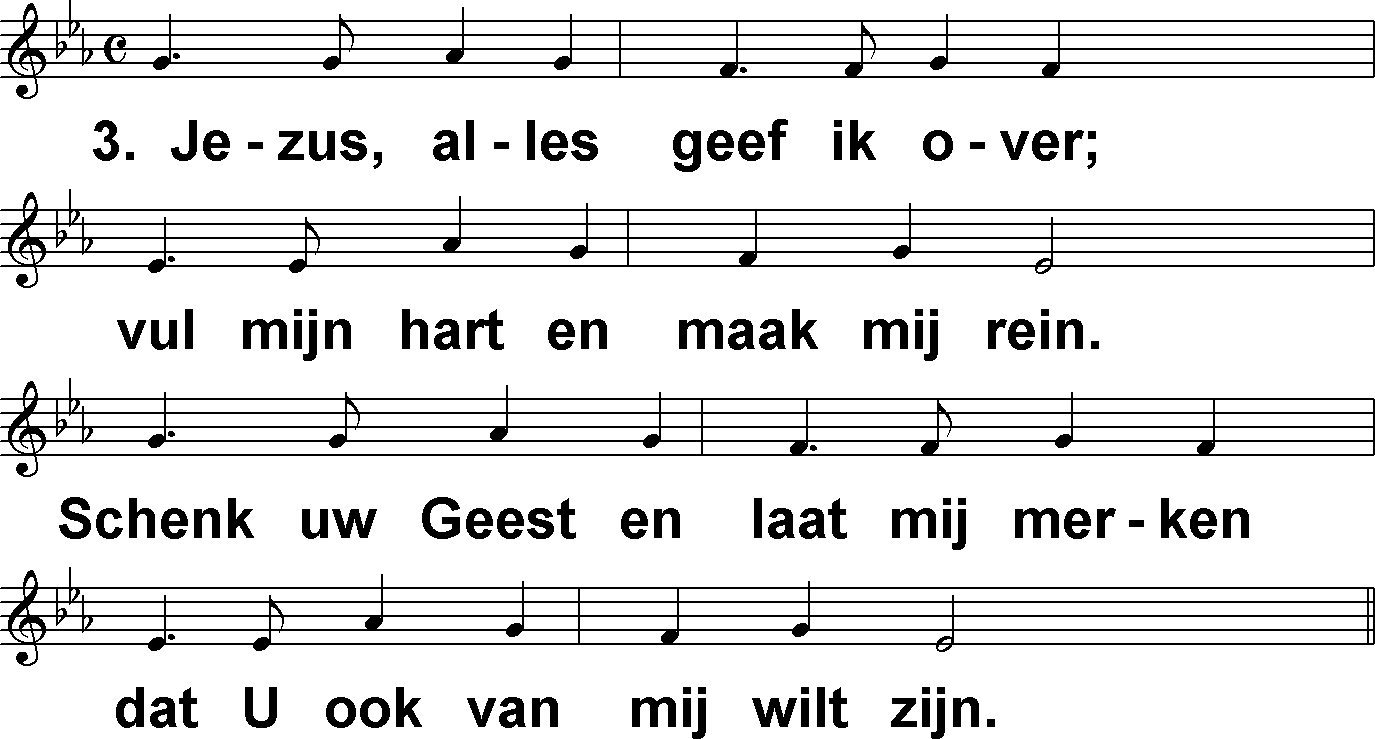 3. Je - zus, al - les geef ik o - ver;
vul mijn hart en maak mij rein.
Schenk uw Geest en laat mij mer - ken
dat U ook van mij wilt zijn.